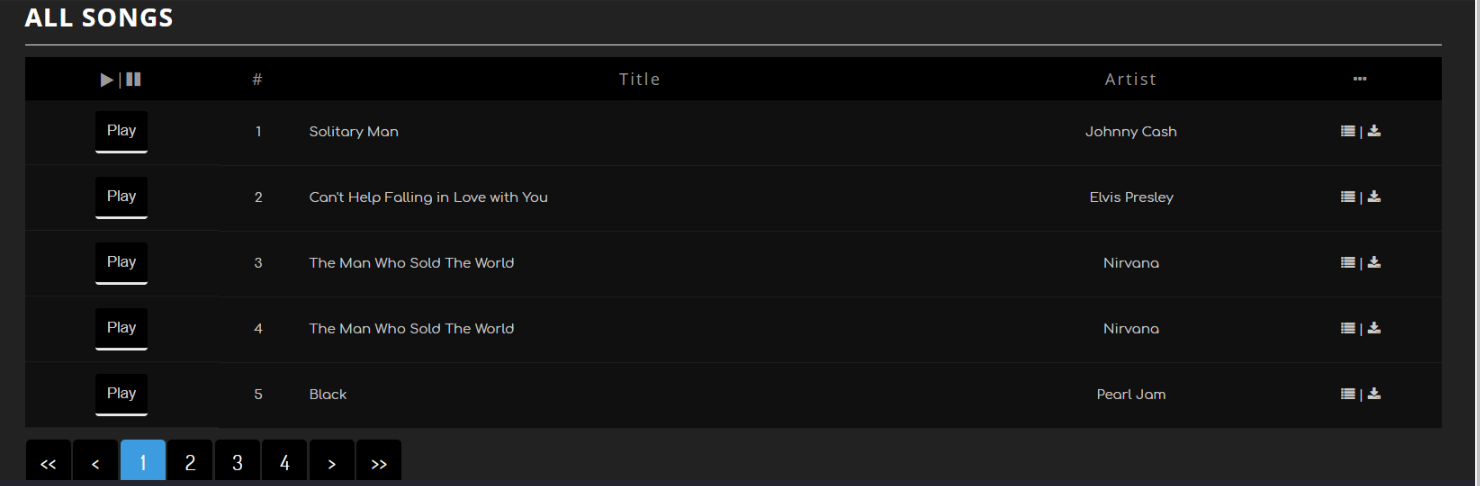 ALL SONGS
| # Title Artist ...
Play 1 Solitary Man Johnny Cash |
Play 2 Can't Help Falling in Love with You Elvis Presley |
Play 3 The Man Who Sold The World Nirvana |
Play 4 The Man Who Sold The World Nirvana |
Play 5 Black Pearl Jam |
<< < 1 2 3 4 > >>